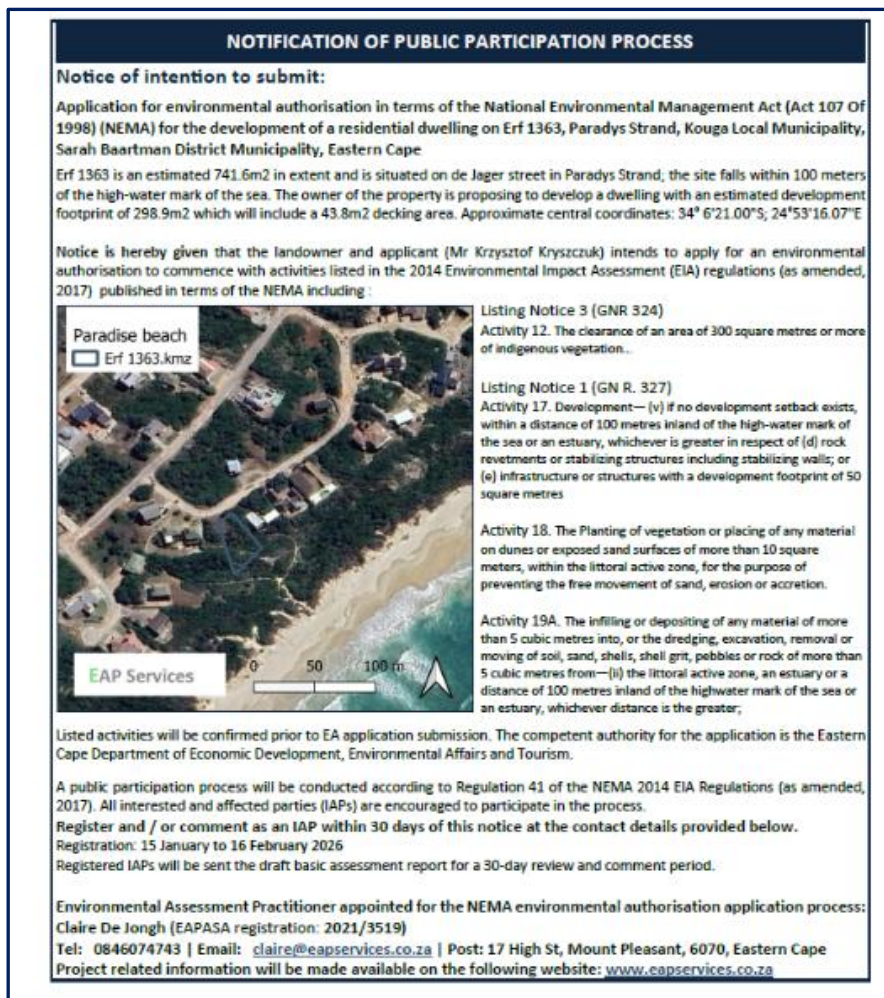 NOTIFICATION OF PUBLIC PARTICIPATION PROCESS
Notice of intention to submit:
Application for environmental authorisation in terms of the National Environmental Management Act (Act 107 Of
1998) (NEMA) for the development of a residential dwelling on Erf 1363, Paradys Strand, Kouga Local Municipality,
Sarah Baartman District Municipality, Eastern Cape
Erf 1363 is an estimated 741.6m2 in extent and is situated on de Jager street in Paradys Strand; the site falls within 100 meters
of the high-water mark of the sea. The owner of the property is proposing to develop a dwelling with an estimated development
footprint of 298.9m2 which will include a 43.8m2 decking area. Approximate central coordinates: 34° 6'21.00"S; 24°53'16.07"E
Notice is hereby given that the landowner and applicant (Mr Krzysztof Kryszczuk) intends to apply for an environmental
authorisation to commence with activities listed in the 2014 Environmental Impact Assessment (EIA) regulations (as amended,
2017) published in terms of the NEMA including :
Paradise beach
Erf 1363.kmz
0 50 100 m
EAP Services
Listing Notice 3 (GNR 324)
Activity 12. The clearance of an area of 300 square metres or more
of indigenous vegetation...
Listing Notice 1 (GN R. 327)
Activity 17. Development— (v) if no development setback exists,
within a distance of 100 metres inland of the high-water mark of
the sea or an estuary, whichever is greater in respect of (d) rock
revetments or stabilizing structures including stabilizing walls; or
(e) infrastructure or structures with a development footprint of 50
square metres
Activity 18. The Planting of vegetation or placing of any material
on dunes or exposed sand surfaces of more than 10 square
meters, within the littoral active zone, for the purpose of
preventing the free movement of sand, erosion or accretion.
Activity 19A. The infilling or depositing of any material of more
than 5 cubic metres into, or the dredging, excavation, removal or
moving of soil, sand, shells, shell grit, pebbles or rock of more than
5 cubic metres from—(ii) the littoral active zone, an estuary or a
distance of 100 metres inland of the highwater mark of the sea or
an estuary, whichever distance is the greater;
Listed activities will be confirmed prior to EA application submission. The competent authority for the application is the Eastern
Cape Department of Economic Development, Environmental Affairs and Tourism.
A public participation process will be conducted according to Regulation 41 of the NEMA 2014 EIA Regulations (as amended,
2017). All interested and affected parties (IAPs) are encouraged to participate in the process.
Register and / or comment as an IAP within 30 days of this notice at the contact details provided below.
Registration: 15 January to 16 February 2026
Registered IAPs will be sent the draft basic assessment report for a 30-day review and comment period.
Environmental Assessment Practitioner appointed for the NEMA environmental authorisation application process:
Claire De Jongh (EAPASA registration: 2021/3519)
Tel: 0846074743 | Email: claire@eapservices.co.za | Post: 17 High St, Mount Pleasant, 6070, Eastern Cape
Project related information will be made available on the following website: www.eapservices.co.za